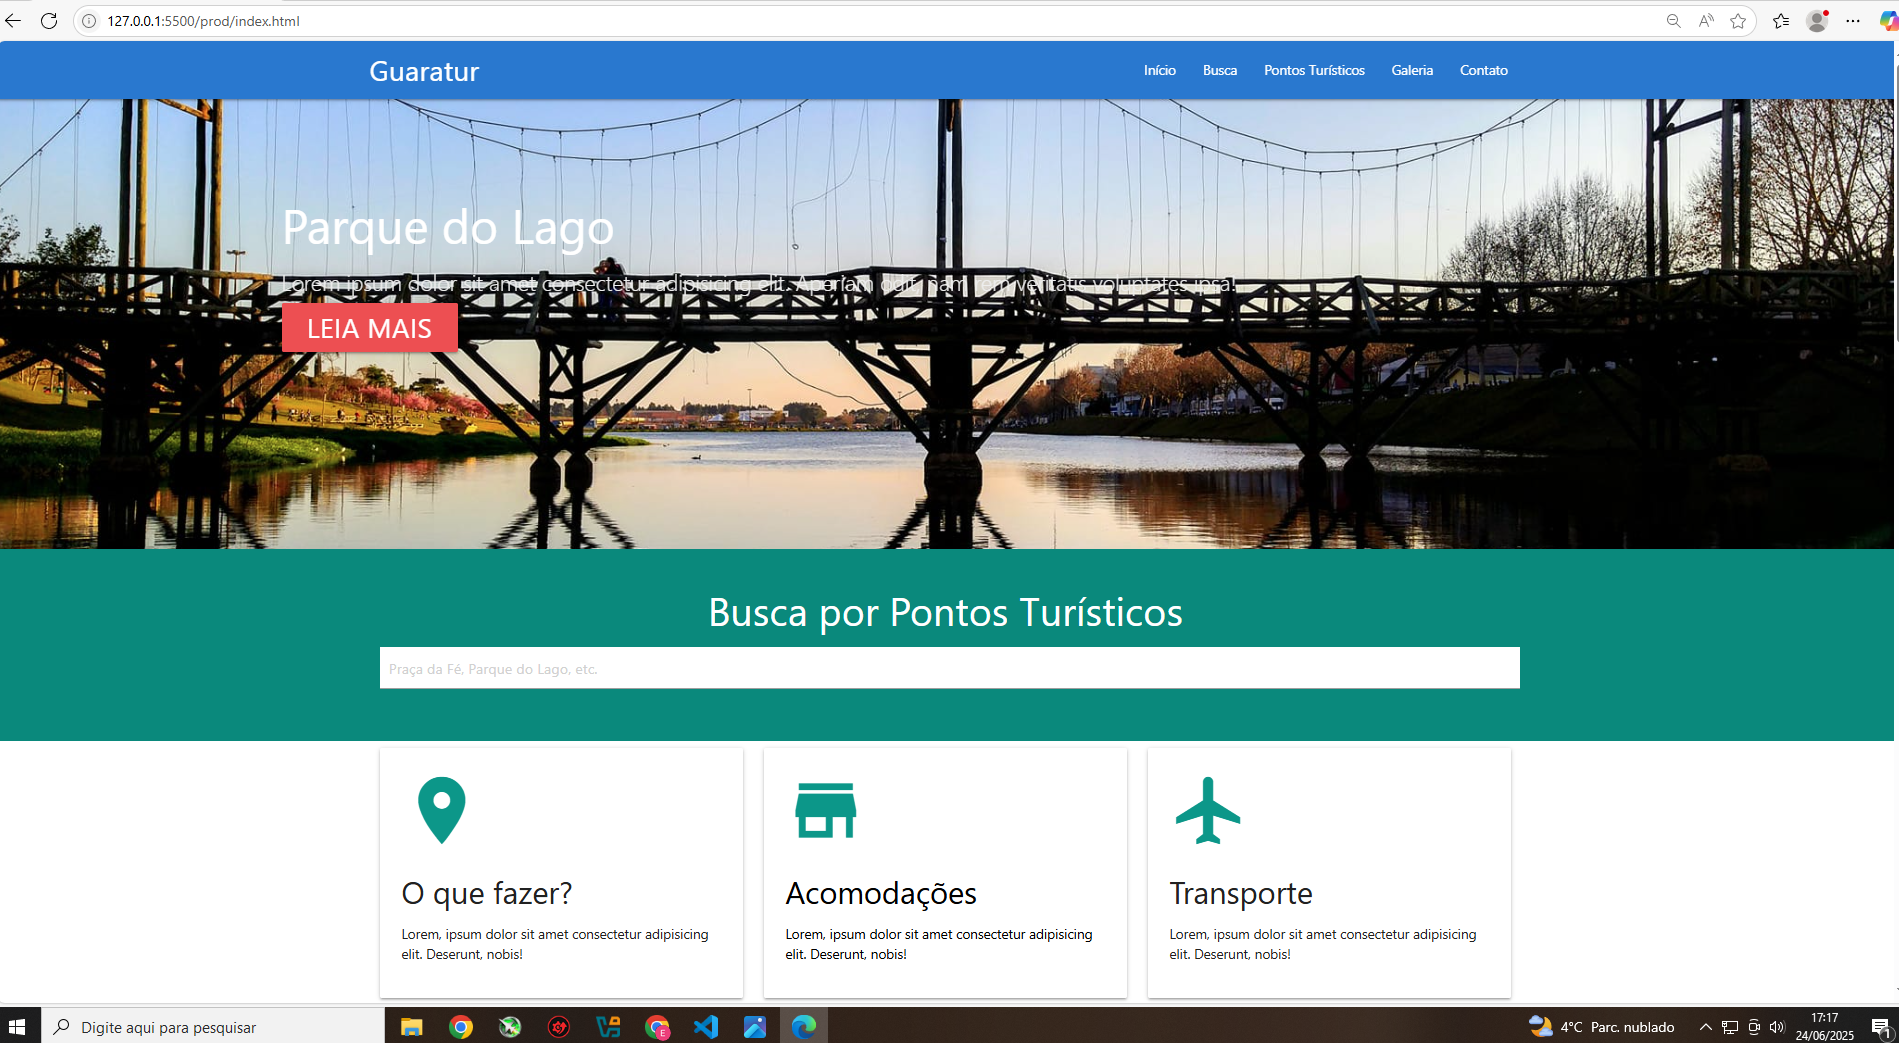 127.0.0.1:5500/prod/index.html
Guaratur
Início Busca Pontos Turísticos Galeria Contato
Parque do Lago
Lorem ipsum dolor sit amet consectetur adipisicing elit. Aperiam odit, nam rem veritatis voluptates ipsa!
LEIA MAIS
Busca por Pontos Turísticos
Praça da Fé, Parque do Lago, etc.
O que fazer?
Lorem, ipsum dolor sit amet consectetur adipisicing
elit. Deserunt, nobis!
Acomodações
Lorem, ipsum dolor sit amet consectetur adipisicing
elit. Deserunt, nobis!
Transporte
Lorem, ipsum dolor sit amet consectetur adipisicing
elit. Deserunt, nobis!
Digite aqui para pesquisar
4°C Parc. nublado
17:17
24/06/2025
1